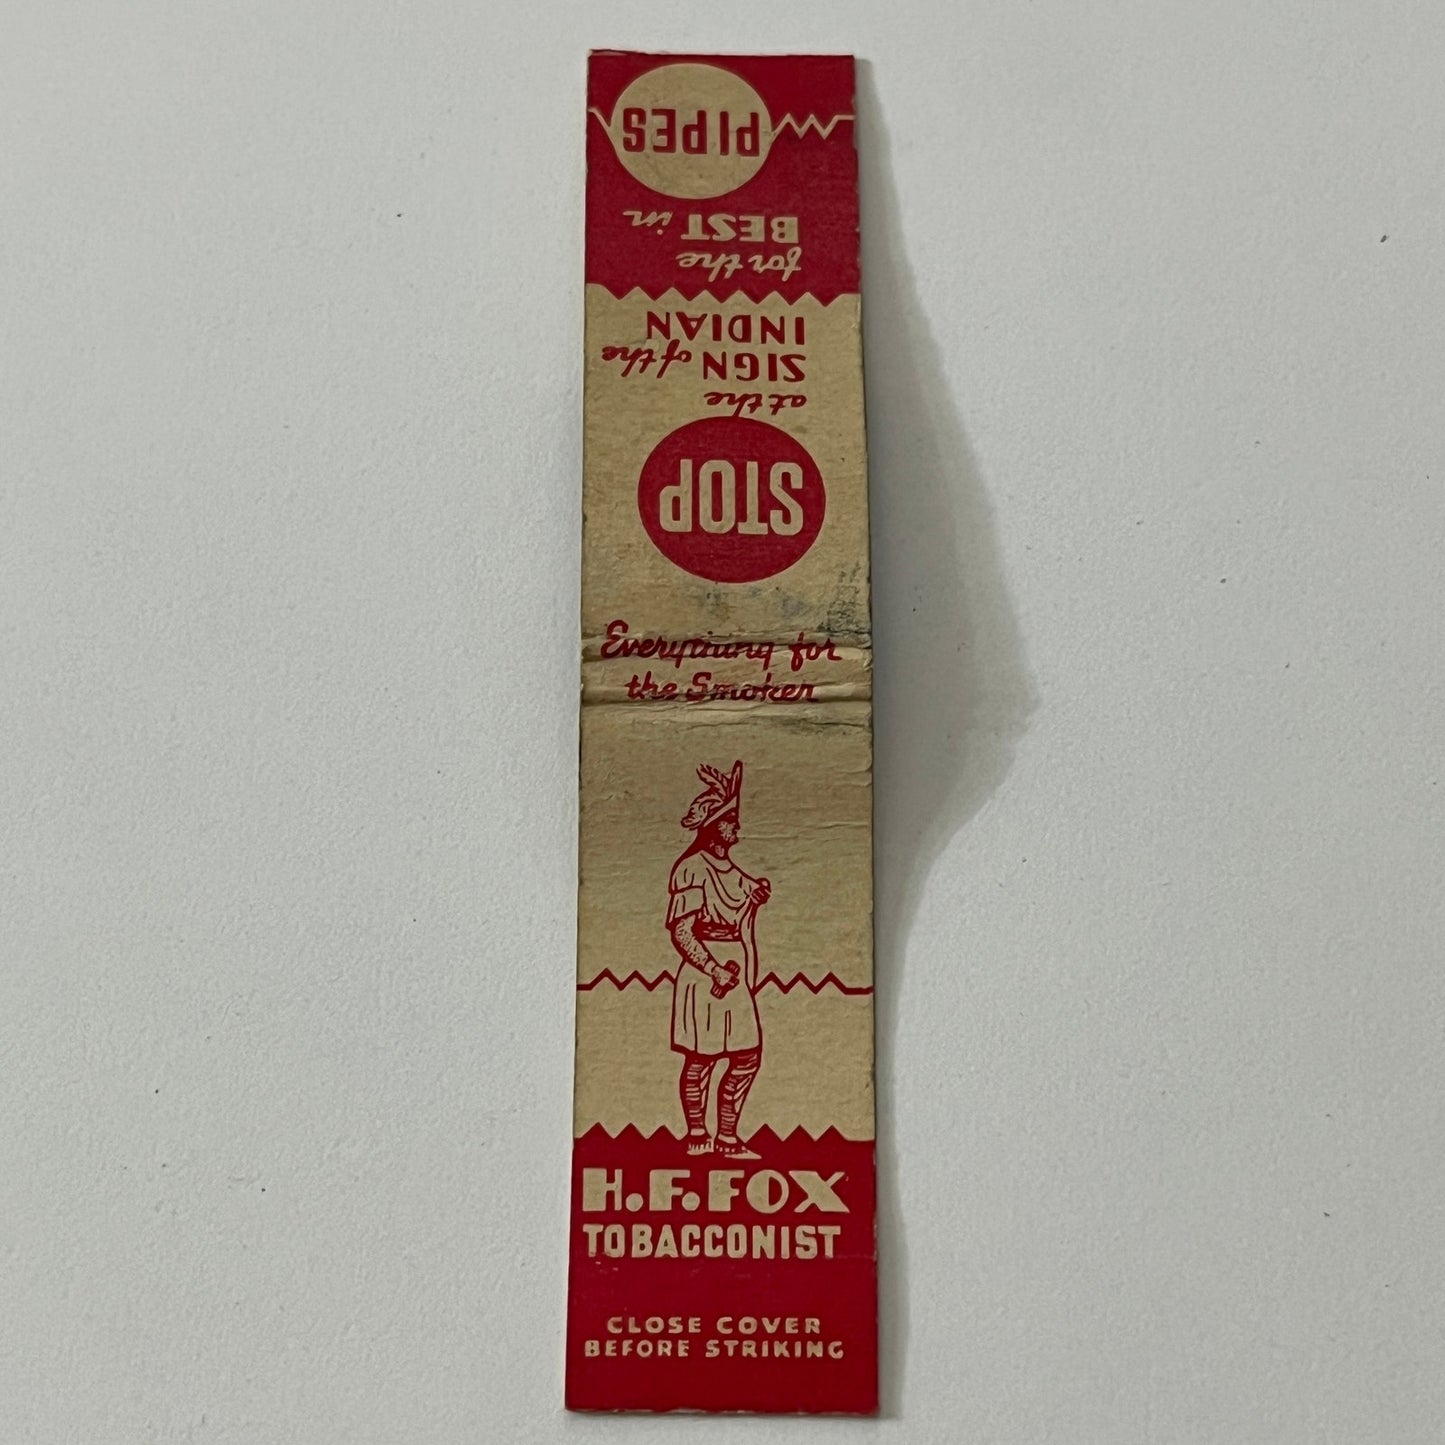 STOP
at the
SIGN of the
INDIAN
for the
BEST in
PIPES
Everything for
the Smoker
H.F.FOX
TOBACCONIST
CLOSE COVER
BEFORE STRIKING